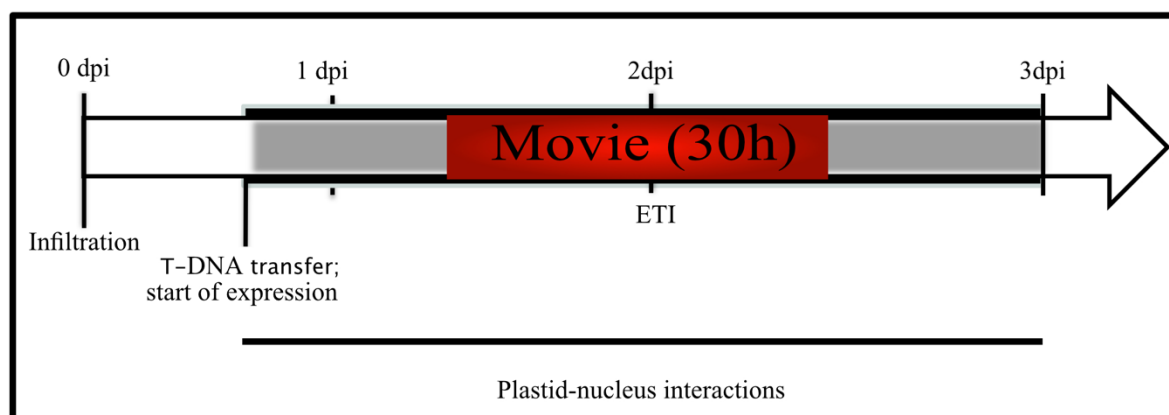 0 dpi
1 dpi
2dpi
3dpi
Movie (30h)
ETI
Infiltration
T-DNA transfer;
start of expression
Plastid-nucleus interactions